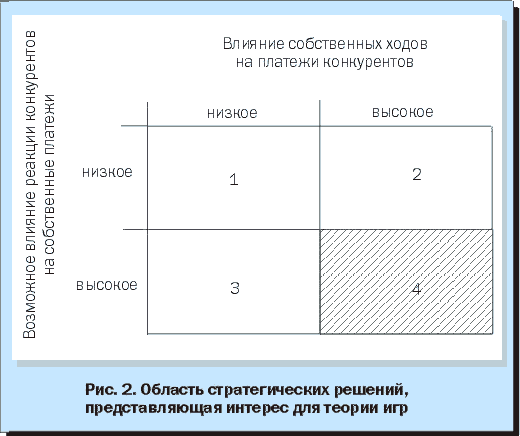 Влияние собственных ходов
на платежи конкурентов
Возможное влияние реакции конкурентов
на собственные платежи
низкое
высокое
низкое
1
2
высокое
3
4
Рис. 2. Область стратегических решений,
представляющая интерес для теории игр